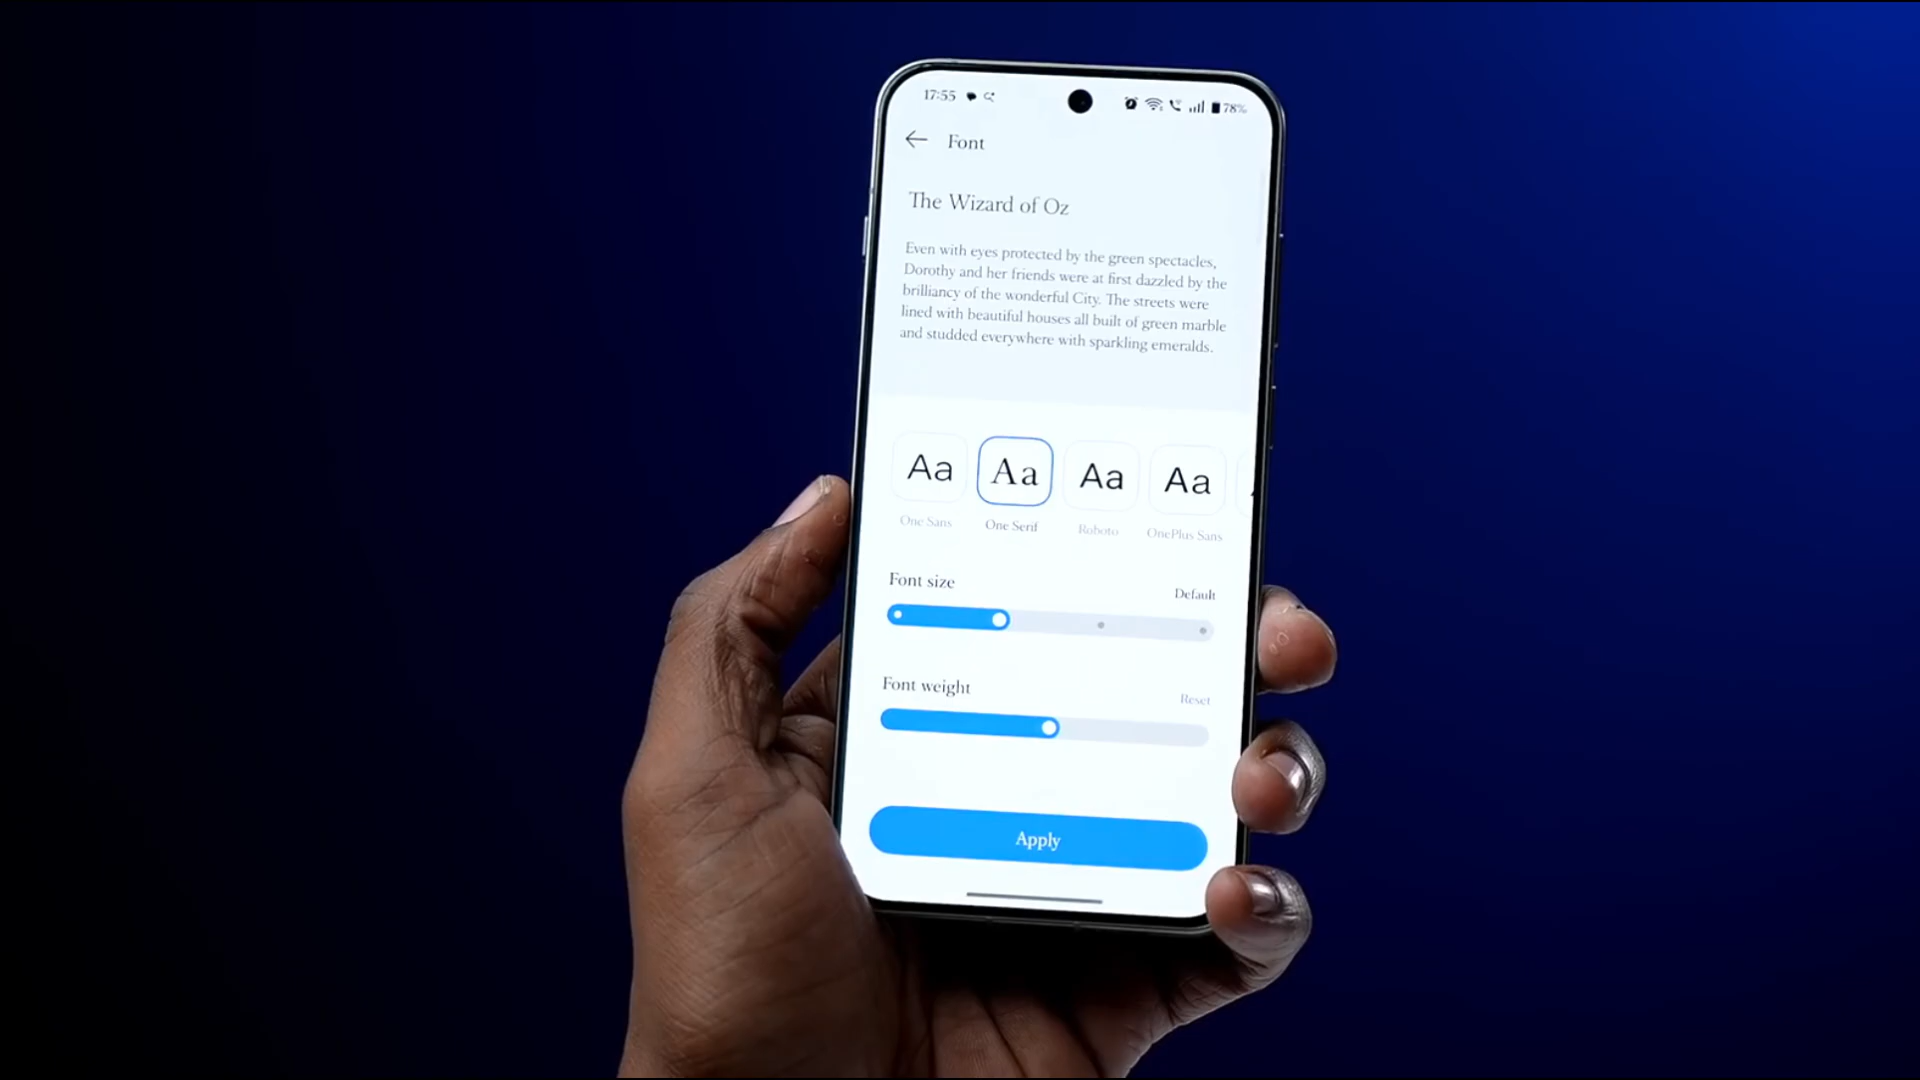 17:55
78%
Font
The Wizard of Oz
Even with eyes protected by the green spectacles,
Dorothy and her friends were at first dazzled by the
brilliancy of the wonderful City. The streets were
lined with beautiful houses all built of green marble
and studded everywhere with sparkling emeralds.
Aa Aa Aa Aa
One Sans One Serif Roboto OnePlus Sans
Font size Default
Font weight Reset
Apply